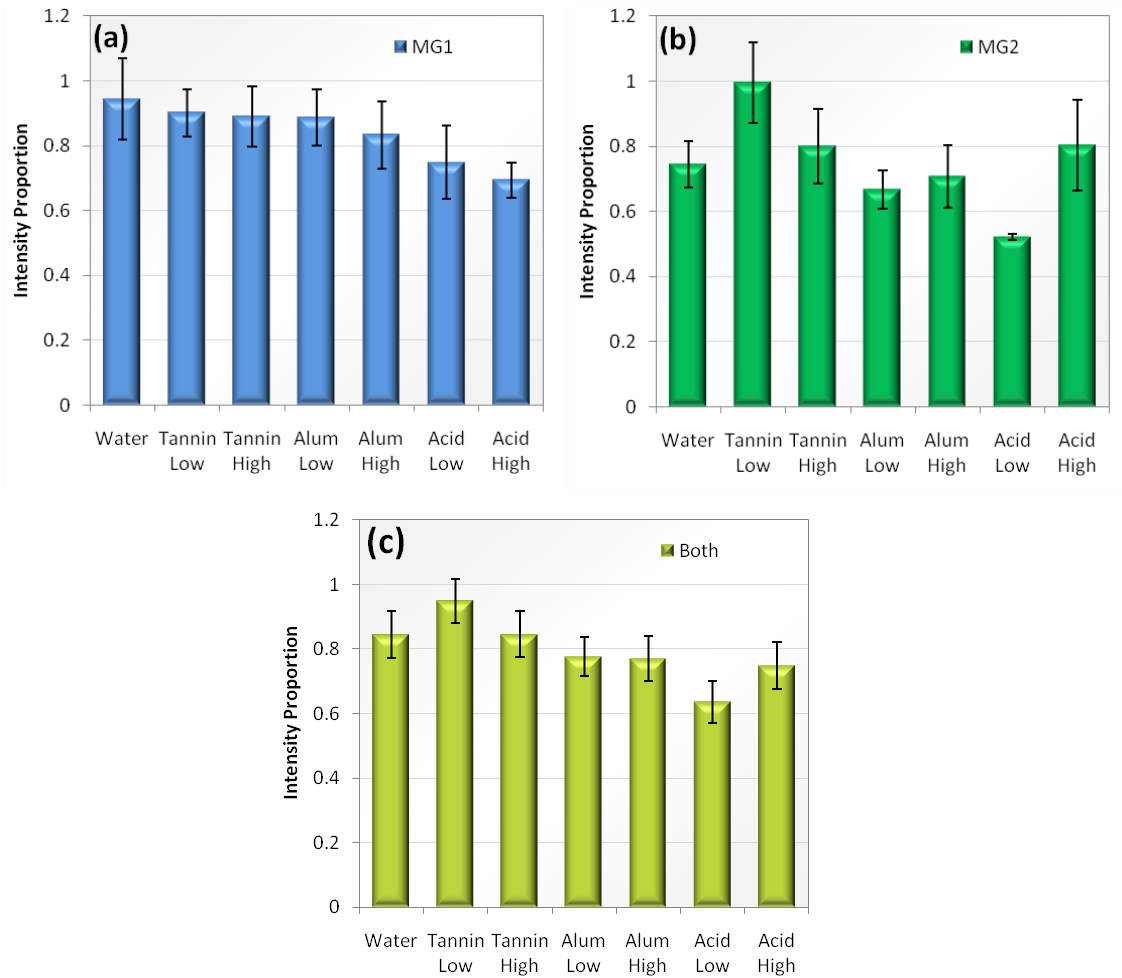 (a)
MG1
Intensity Proportion
1.2
1
0.8
0.6
0.4
0.2
0
Water Tannin Tannin Alum Alum Acid Acid
Low High Low High Low High
(b)
MG2
Intensity Proportion
1.2
1
0.8
0.6
0.4
0.2
0
Water Tannin Tannin Alum Alum Acid Acid
Low High Low High Low High
(c)
Both
Intensity Proportion
1.2
1
0.8
0.6
0.4
0.2
0
Water Tannin Tannin Alum Alum Acid Acid
Low High Low High Low High